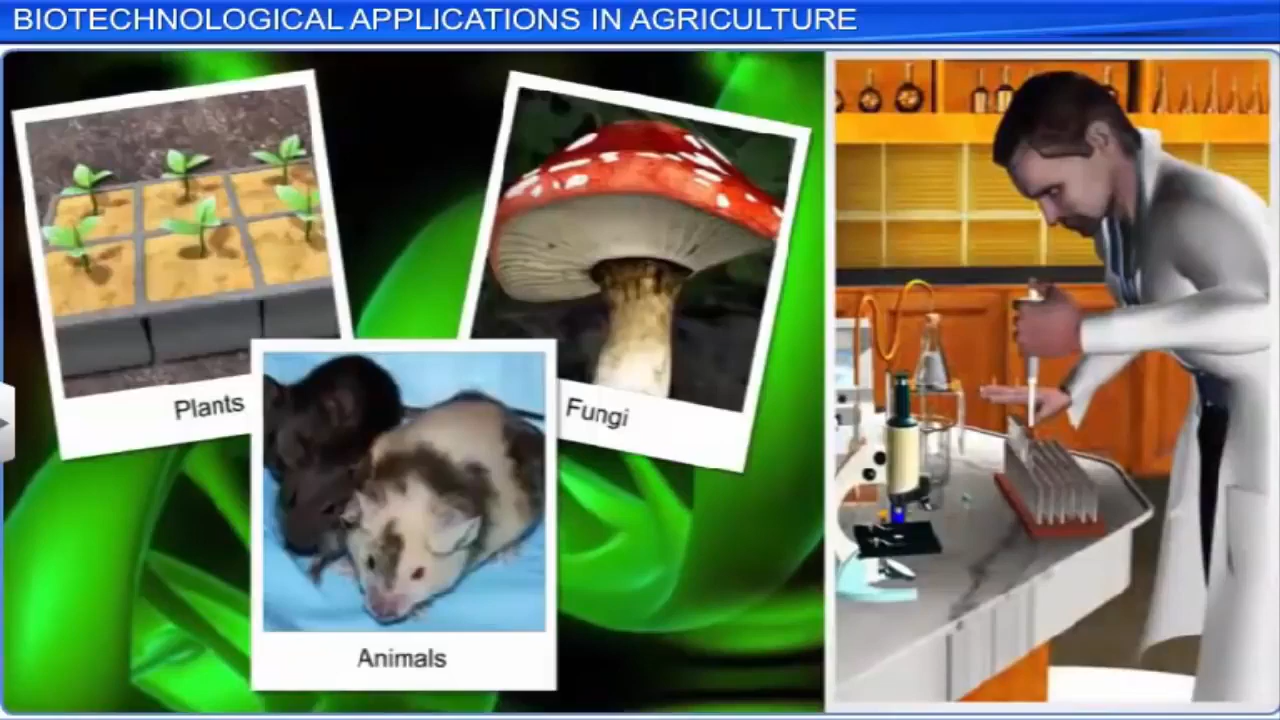 BIOTECHNOLOGICAL APPLICATIONS IN AGRICULTURE
Plants
Fungi
Animals